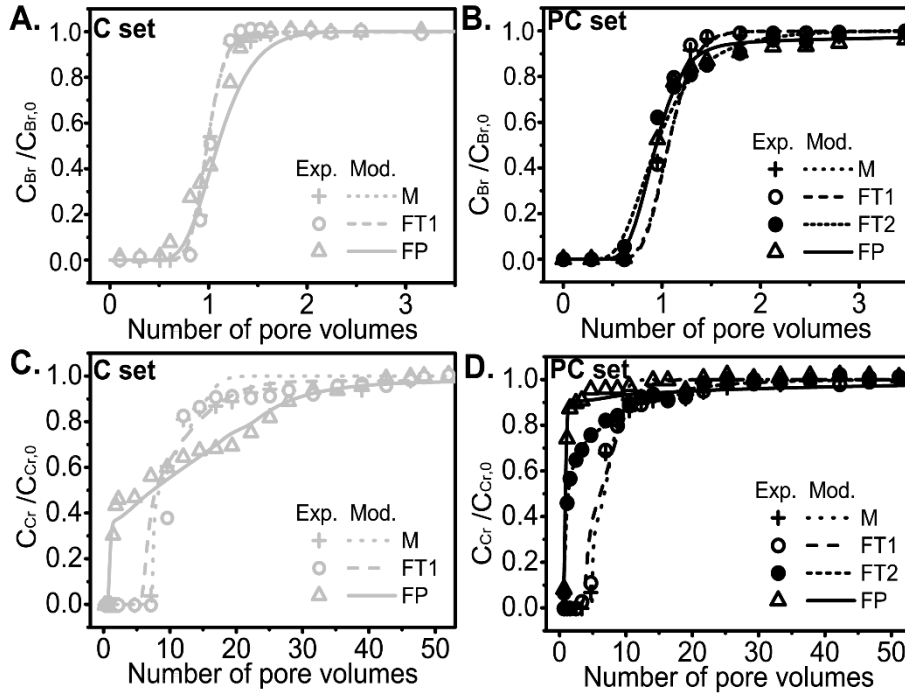 A.
C set
1.0
0.8
0.6
0.4
0.2
0.0
C_Br /C_Br,0
Exp. Mod.
M
FT1
FP
0 1 2 3
Number of pore volumes
B.
PC set
1.0
0.8
0.6
0.4
0.2
0.0
C_Br /C_Br,0
Exp. Mod.
M
FT1
FT2
FP
0 1 2 3
Number of pore volumes
C.
C set
1.0
0.8
0.6
0.4
0.2
0.0
C_Cr /C_Cr,0
Exp. Mod.
M
FT1
FP
0 10 20 30 40 50
Number of pore volumes
D.
PC set
1.0
0.8
0.6
0.4
0.2
0.0
C_Cr /C_Cr,0
Exp. Mod.
M
FT1
FT2
FP
0 10 20 30 40 50
Number of pore volumes